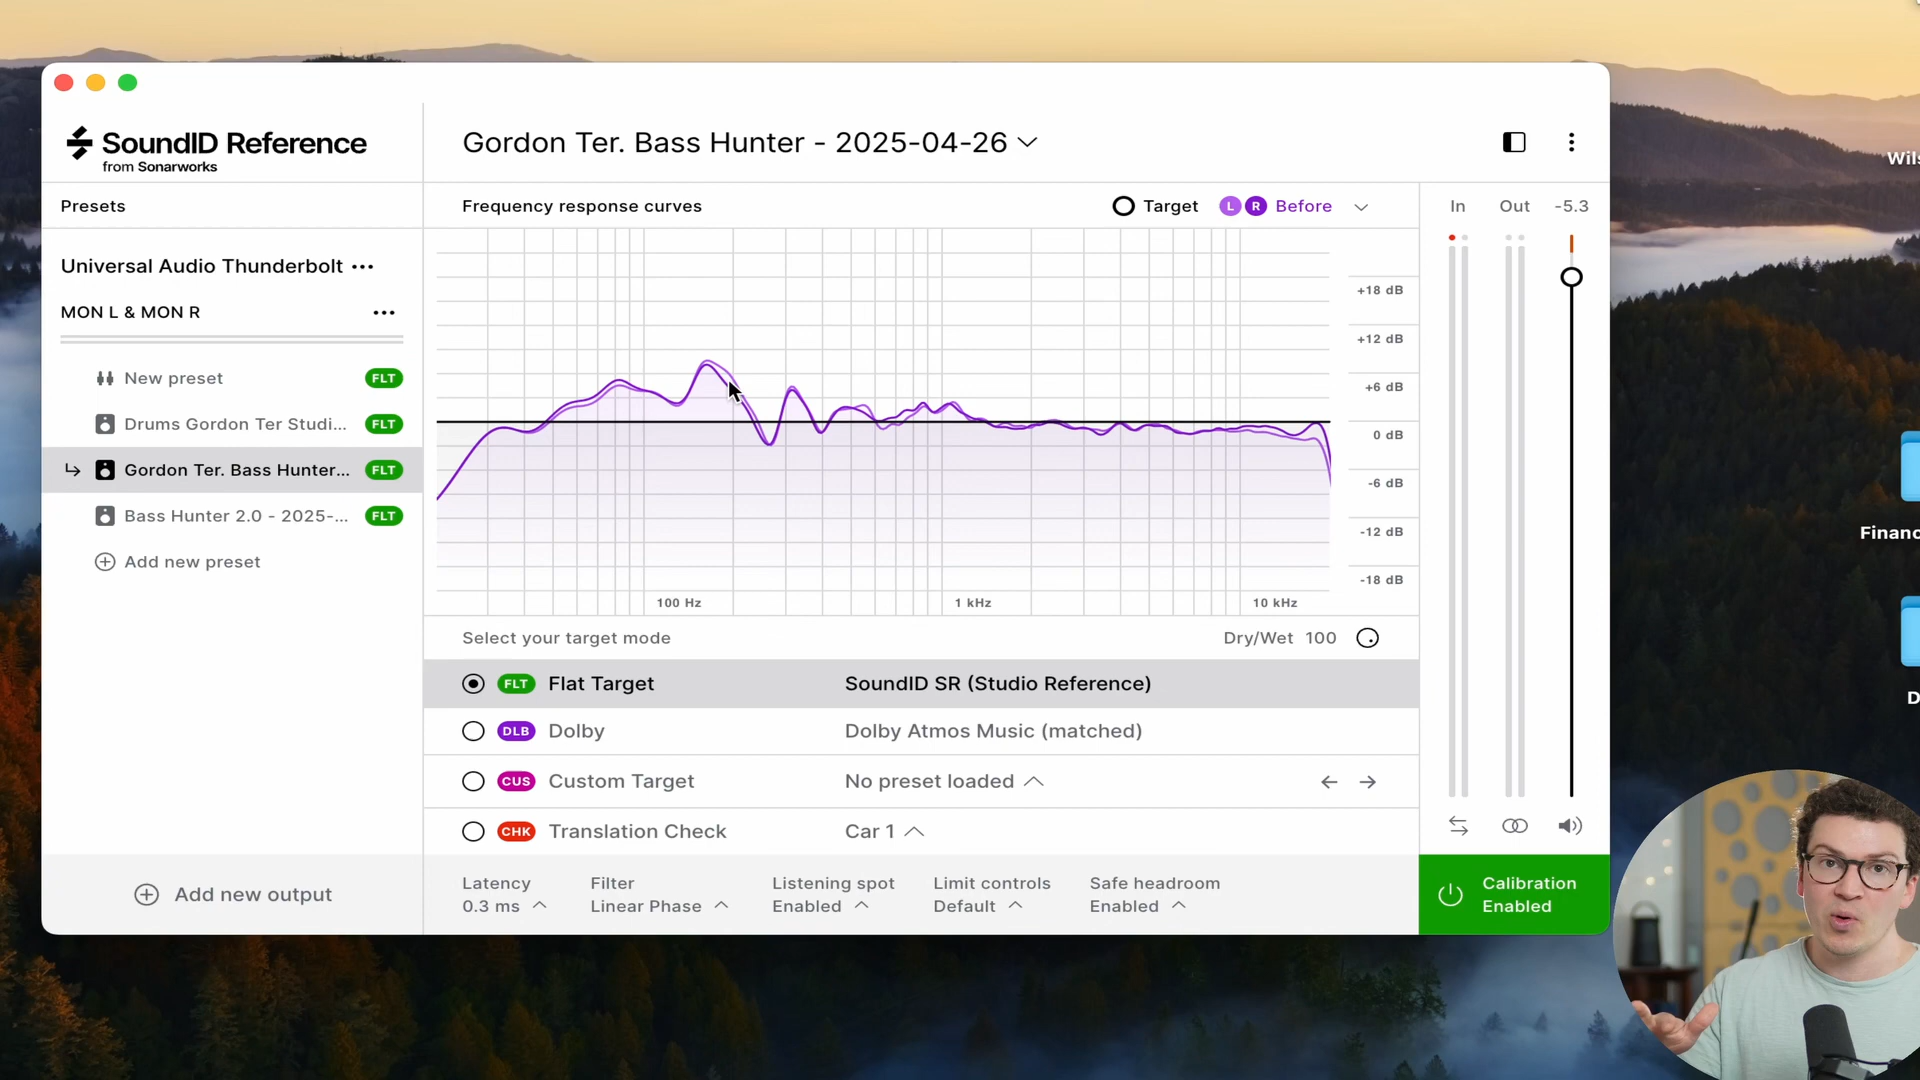 SoundID Reference
from Sonarworks
Gordon Ter. Bass Hunter - 2025-04-26
Presets
Frequency response curves
Target
L R Before
In Out -5.3
Universal Audio Thunderbolt •••
MON L & MON R •••
New preset FLT
Drums Gordon Ter Studi... FLT
Gordon Ter. Bass Hunter... FLT
Bass Hunter 2.0 - 2025-... FLT
Add new preset
+18 dB
+12 dB
+6 dB
0 dB
-6 dB
-12 dB
-18 dB
100 Hz 1 kHz 10 kHz
Select your target mode
Dry/Wet 100
FLT Flat Target SoundID SR (Studio Reference)
DLB Dolby Dolby Atmos Music (matched)
CUS Custom Target No preset loaded
CHK Translation Check Car 1
Add new output
Latency
0.3 ms
Filter
Linear Phase
Listening spot
Enabled
Limit controls
Default
Safe headroom
Enabled
Calibration
Enabled
Wils
Financ
D